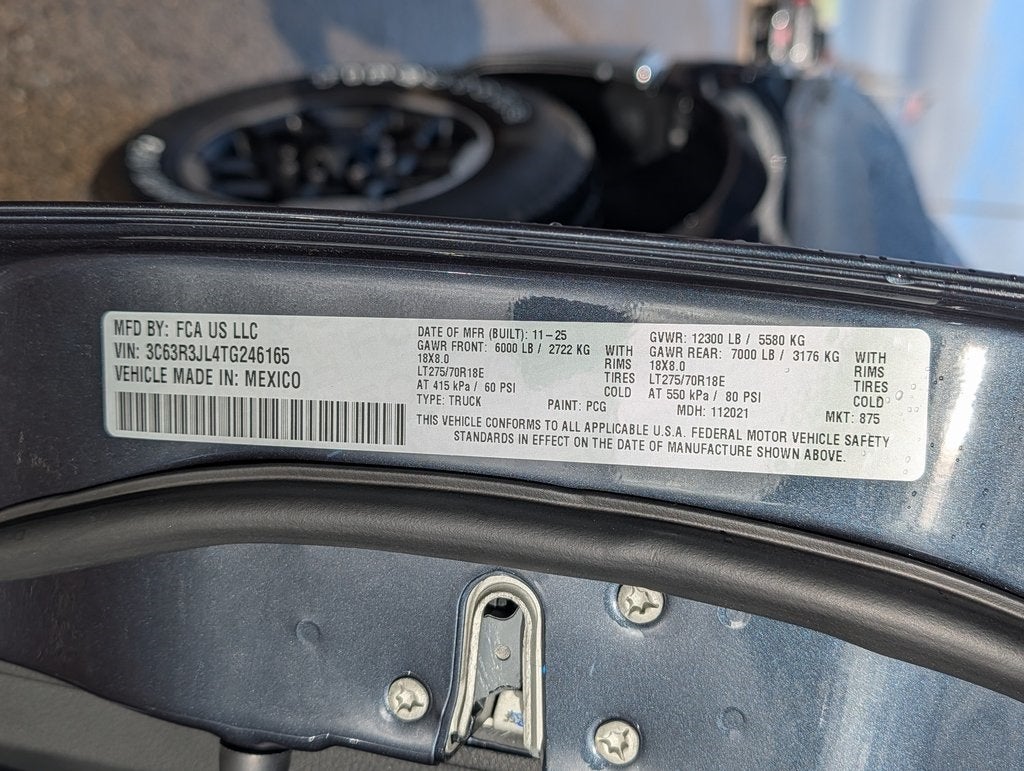 MFD BY: FCA US LLC
VIN: 3C63R3JL4TG246165
VEHICLE MADE IN: MEXICO
DATE OF MFR (BUILT): 11-25
GAWR FRONT: 6000 LB / 2722 KG WITH
18X8.0 RIMS
LT275/70R18E TIRES
AT 415 kPa / 60 PSI COLD
TYPE: TRUCK PAINT: PCG
GVWR: 12300 LB / 5580 KG
GAWR REAR: 7000 LB / 3176 KG WITH
18X8.0 RIMS
LT275/70R18E TIRES
AT 550 kPa / 80 PSI COLD
MDH: 112021 MKT: 875
THIS VEHICLE CONFORMS TO ALL APPLICABLE U.S.A. FEDERAL MOTOR VEHICLE SAFETY
STANDARDS IN EFFECT ON THE DATE OF MANUFACTURE SHOWN ABOVE.